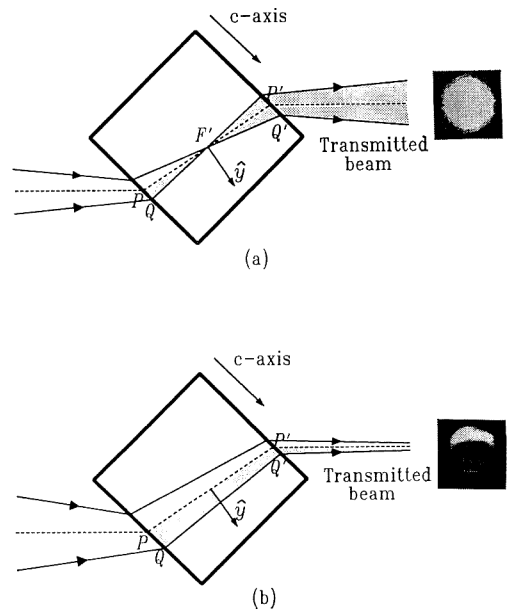 c-axis
P'
F'
Q'
Transmitted
beam
ŷ
P
Q
(a)
c-axis
P'
Q'
Transmitted
beam
ŷ
P
Q
(b)